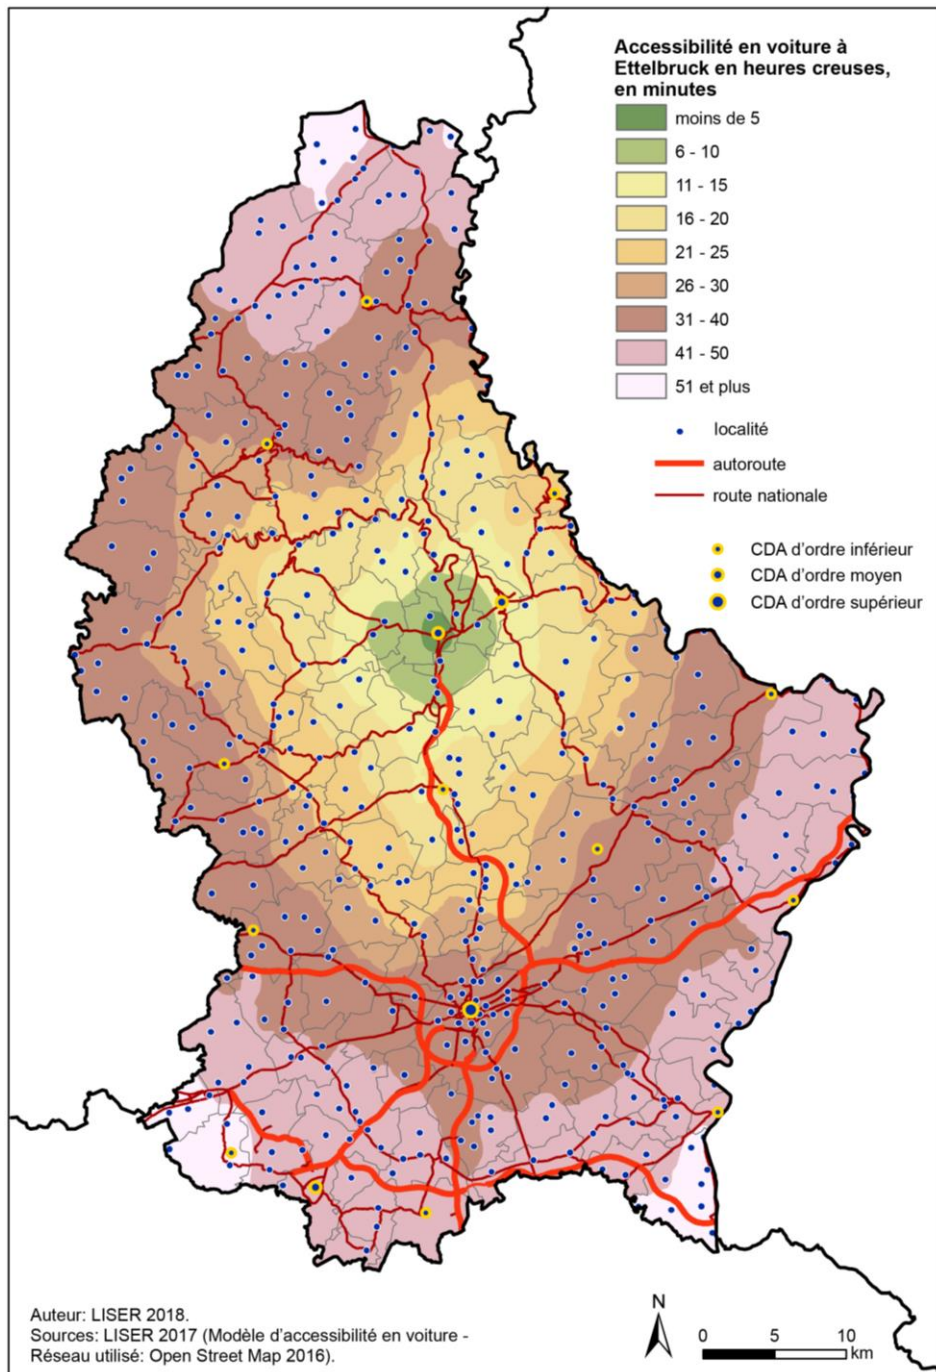 Accessibilité en voiture à
Ettelbruck en heures creuses,
en minutes
moins de 5
6 - 10
11 - 15
16 - 20
21 - 25
26 - 30
31 - 40
41 - 50
51 et plus
localité
autoroute
route nationale
CDA d'ordre inférieur
CDA d'ordre moyen
CDA d'ordre supérieur
Auteur: LISER 2018.
Sources: LISER 2017 (Modèle d'accessibilité en voiture -
Réseau utilisé: Open Street Map 2016).
N
0 5 10
km